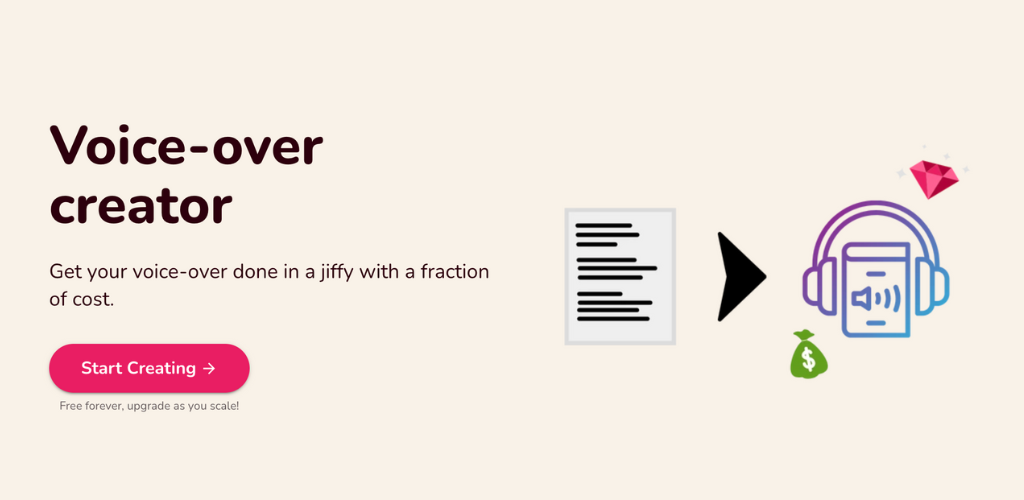 Voice-over
creator
Get your voice-over done in a jiffy with a fraction
of cost.
Start Creating →
Free forever, upgrade as you scale!
$